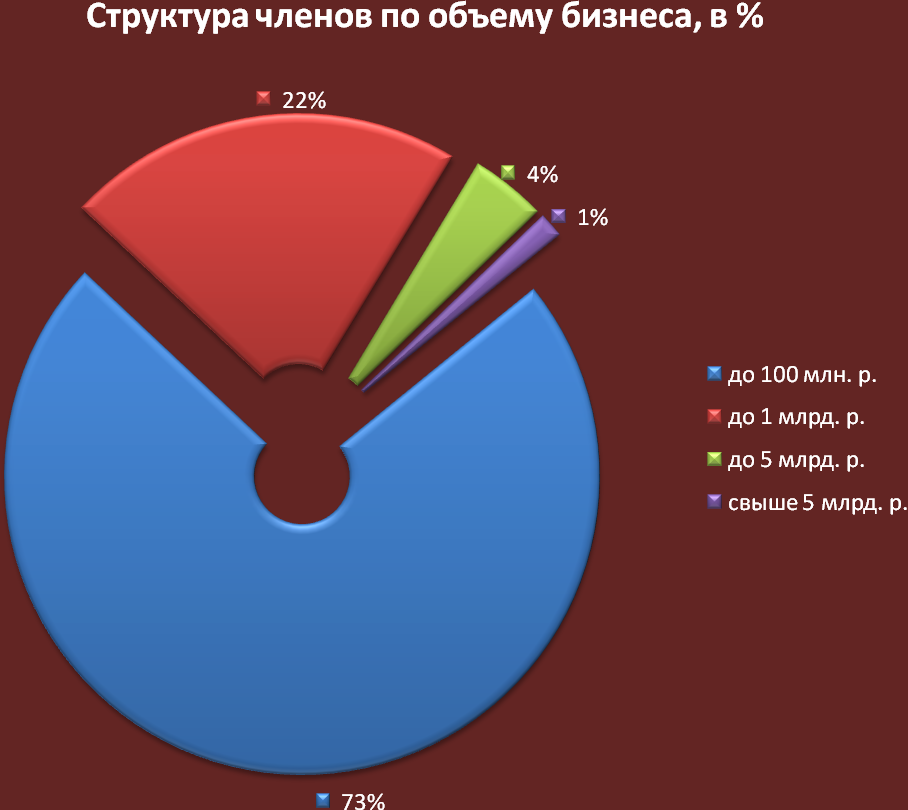 Структура членов по объему бизнеса, в %
22%
4%
1%
до 100 млн. р.
до 1 млрд. р.
до 5 млрд. р.
свыше 5 млрд. р.
73%